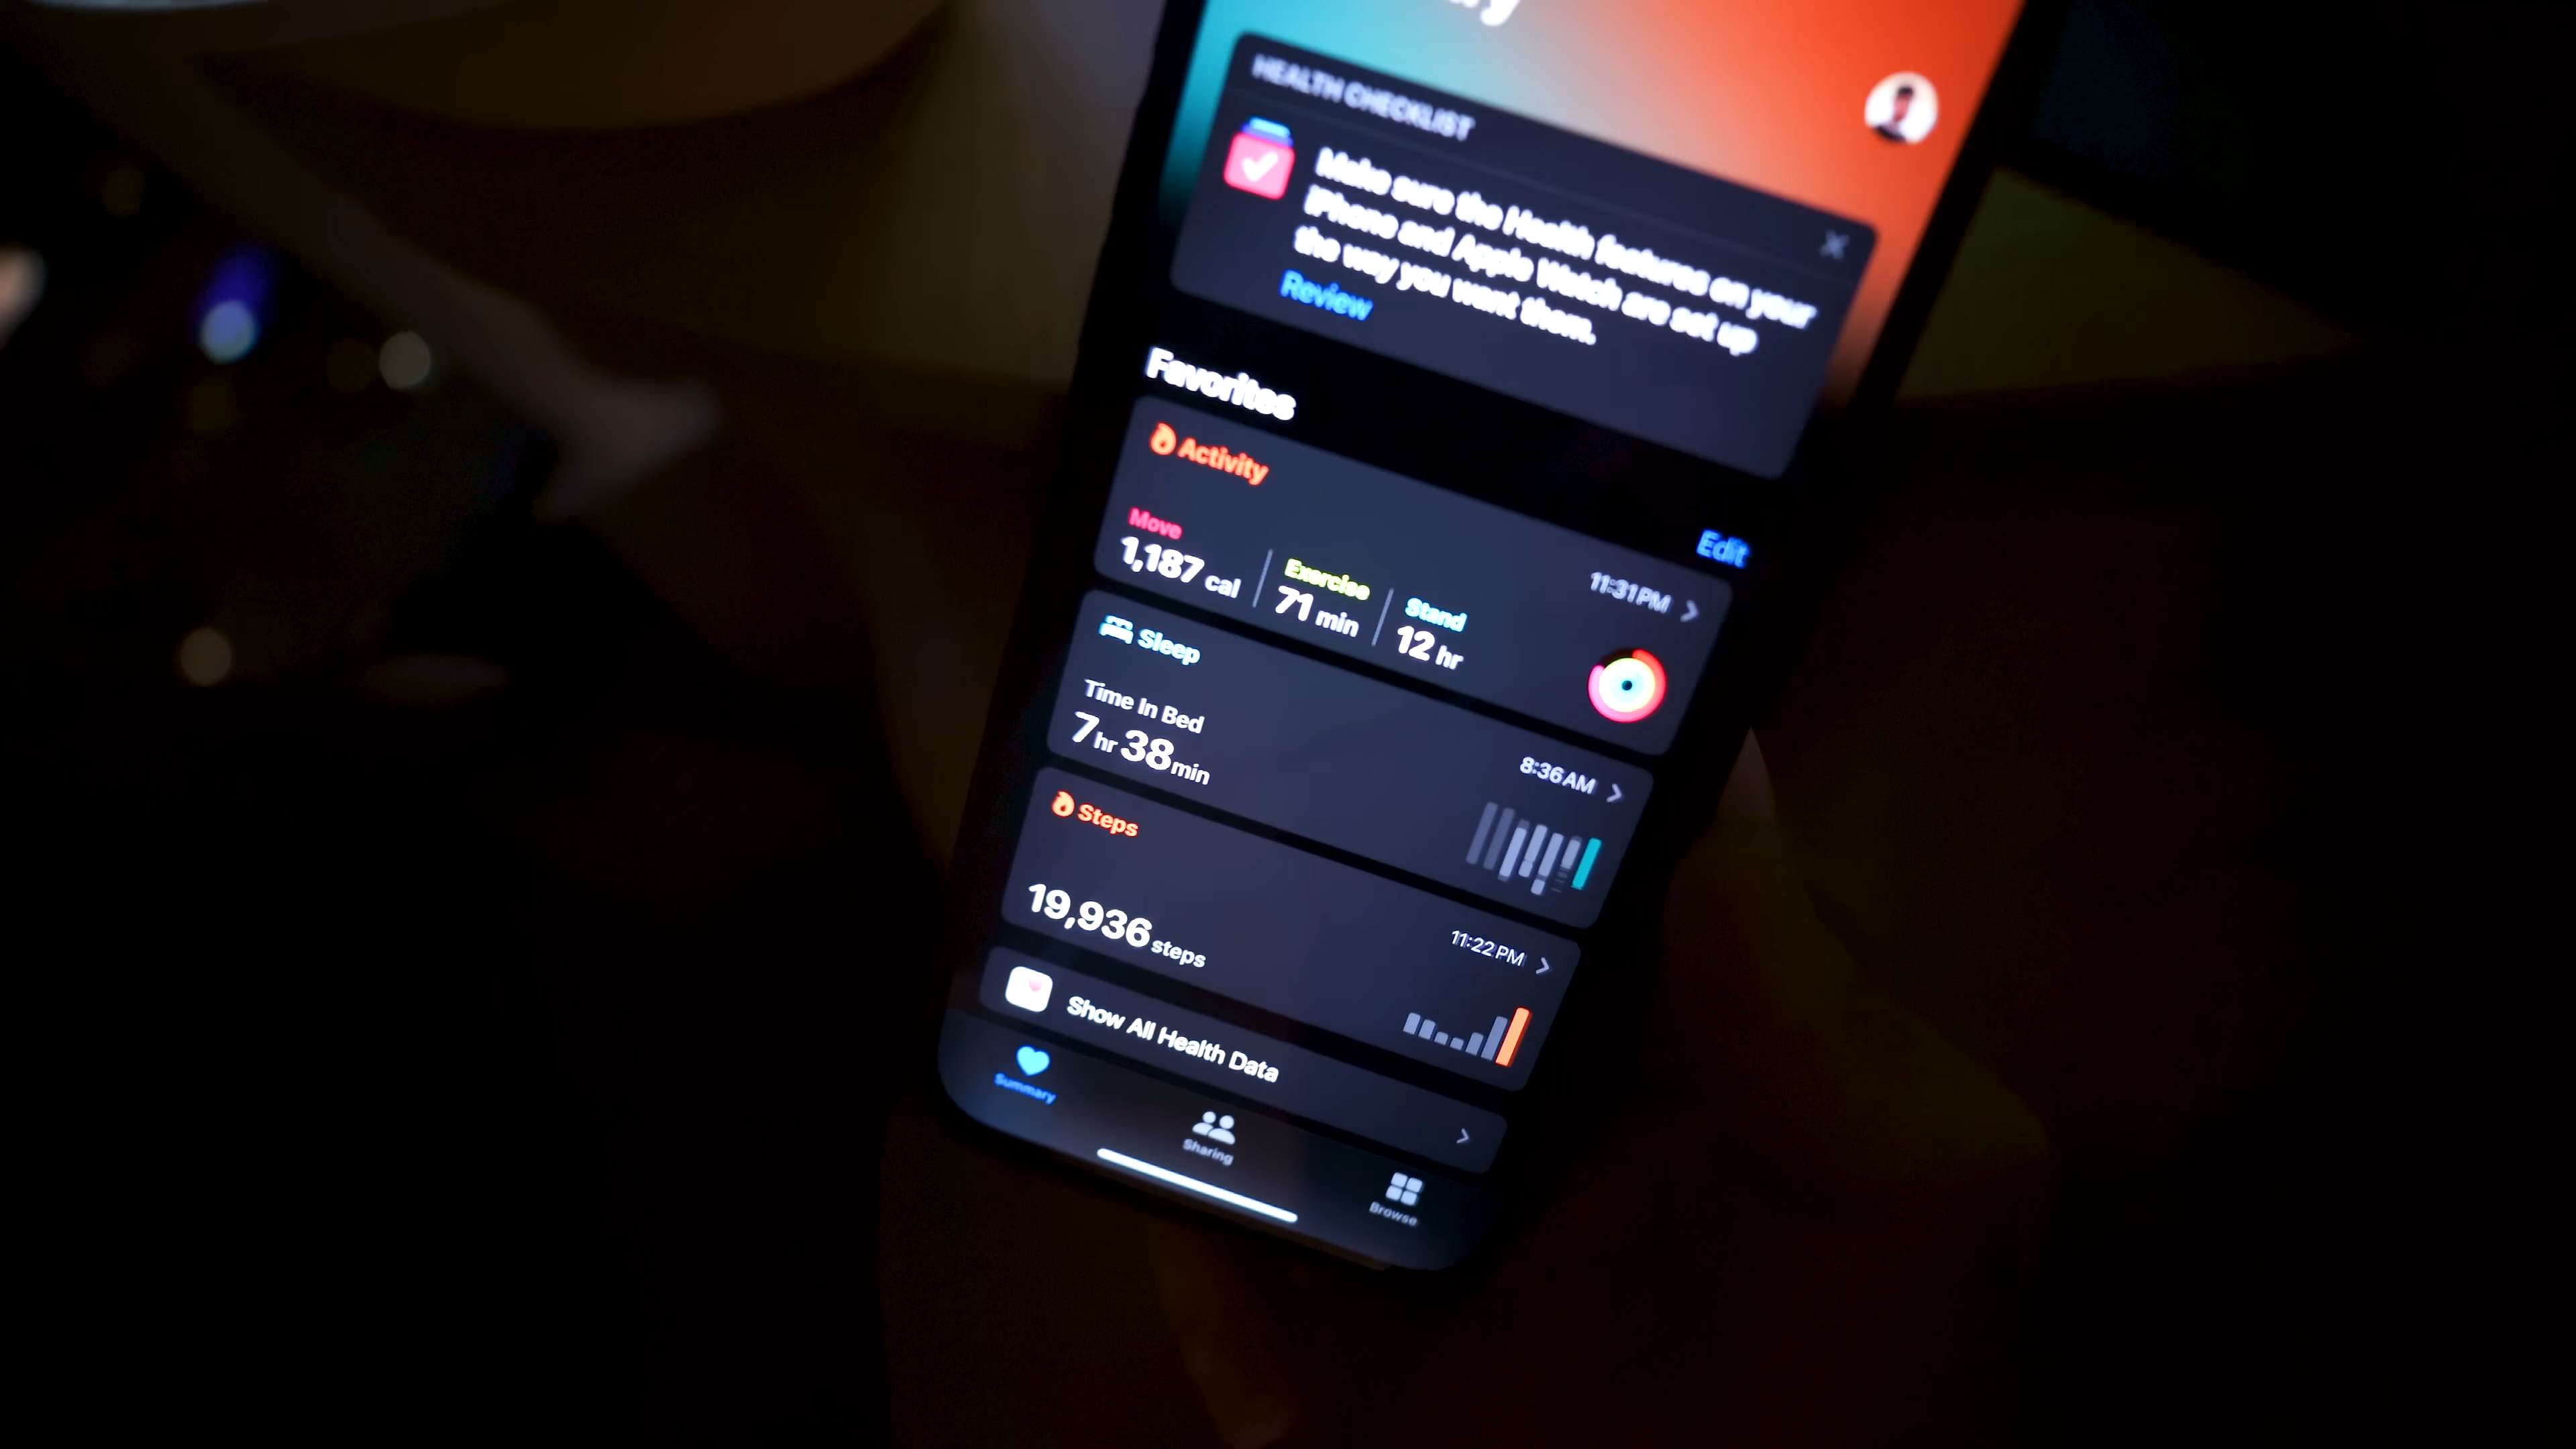 ry
HEALTH CHECKLIST
Make sure the Health features on your
iPhone and Apple Watch are set up
the way you want them.
Review
Favorites
Edit
Activity
11:31 PM
Move
Exercise
Stand
1,187 cal
71 min
12 hr
Sleep
8:36 AM
Time In Bed
7 hr 38 min
Steps
11:22 PM
19,936 steps
Show All Health Data
Summary
Sharing
Browse